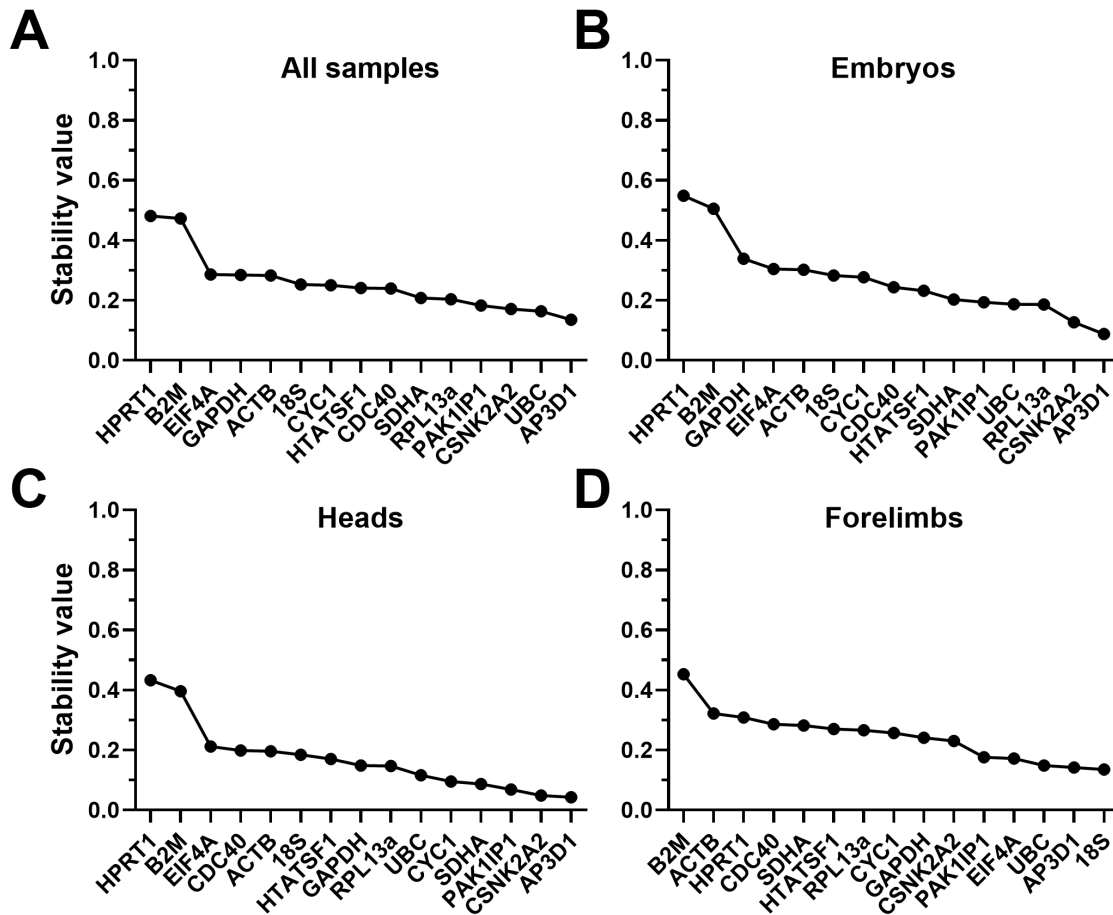 A
All samples
Stability value
1.0
0.8
0.6
0.4
0.2
0.0
HPRT1
B2M
EIF4A
GAPDH
ACTB
18S
CYC1
HTATSF1
CDC40
SDHA
RPL13a
PAK1IP1
CSNK2A2
UBC
AP3D1
B
Embryos
1.0
0.8
0.6
0.4
0.2
0.0
HPRT1
B2M
GAPDH
EIF4A
ACTB
18S
CYC1
CDC40
HTATSF1
SDHA
PAK1IP1
UBC
RPL13a
CSNK2A2
AP3D1
C
Heads
Stability value
1.0
0.8
0.6
0.4
0.2
0.0
HPRT1
B2M
EIF4A
CDC40
ACTB
18S
HTATSF1
GAPDH
RPL13a
UBC
CYC1
SDHA
PAK1IP1
CSNK2A2
AP3D1
D
Forelimbs
1.0
0.8
0.6
0.4
0.2
0.0
B2M
ACTB
HPRT1
CDC40
SDHA
HTATSF1
RPL13a
CYC1
GAPDH
CSNK2A2
PAK1IP1
EIF4A
UBC
AP3D1
18S